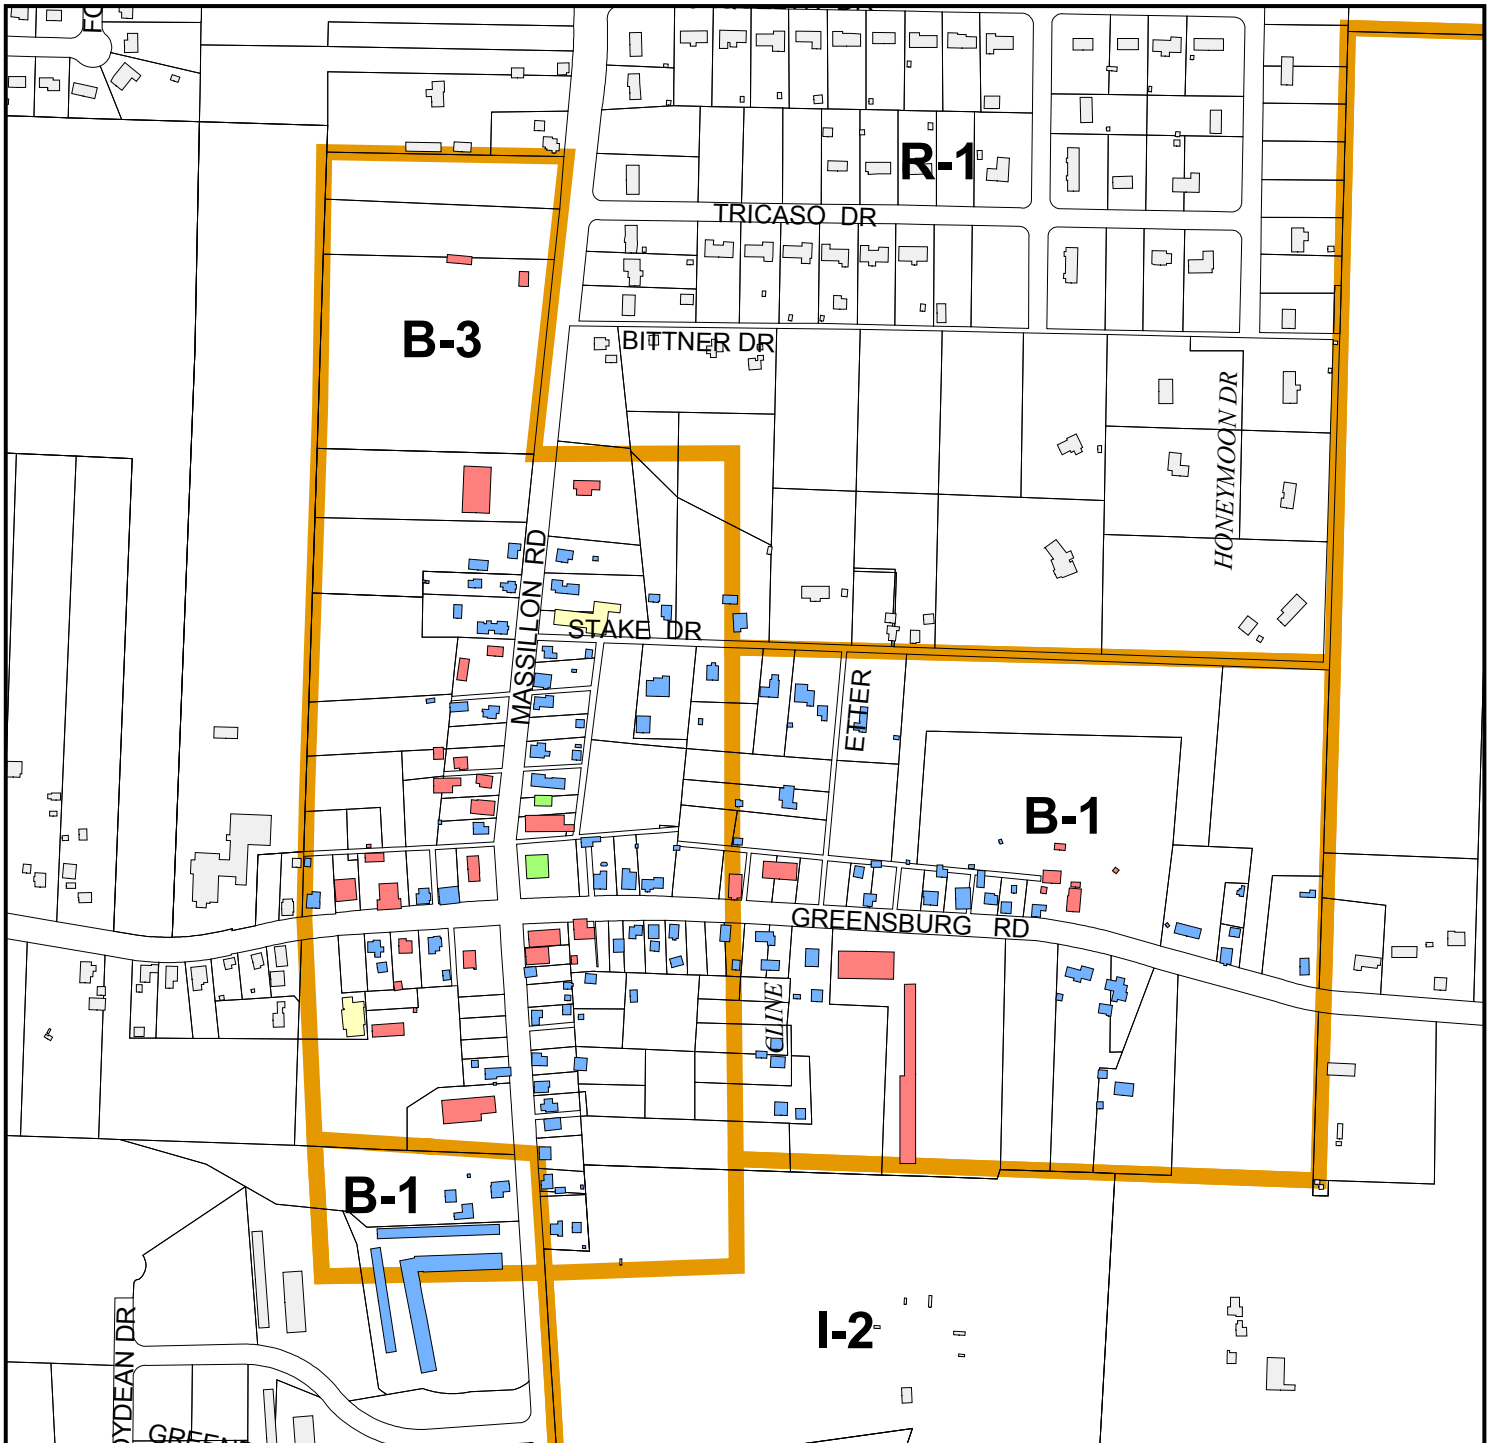 R-1
TRICASO DR
B-3
BITTNER DR
HONEYMOON DR
MASSILLON RD
STAKE DR
ETTER
B-1
GREENSBURG RD
CLINE
B-1
I-2